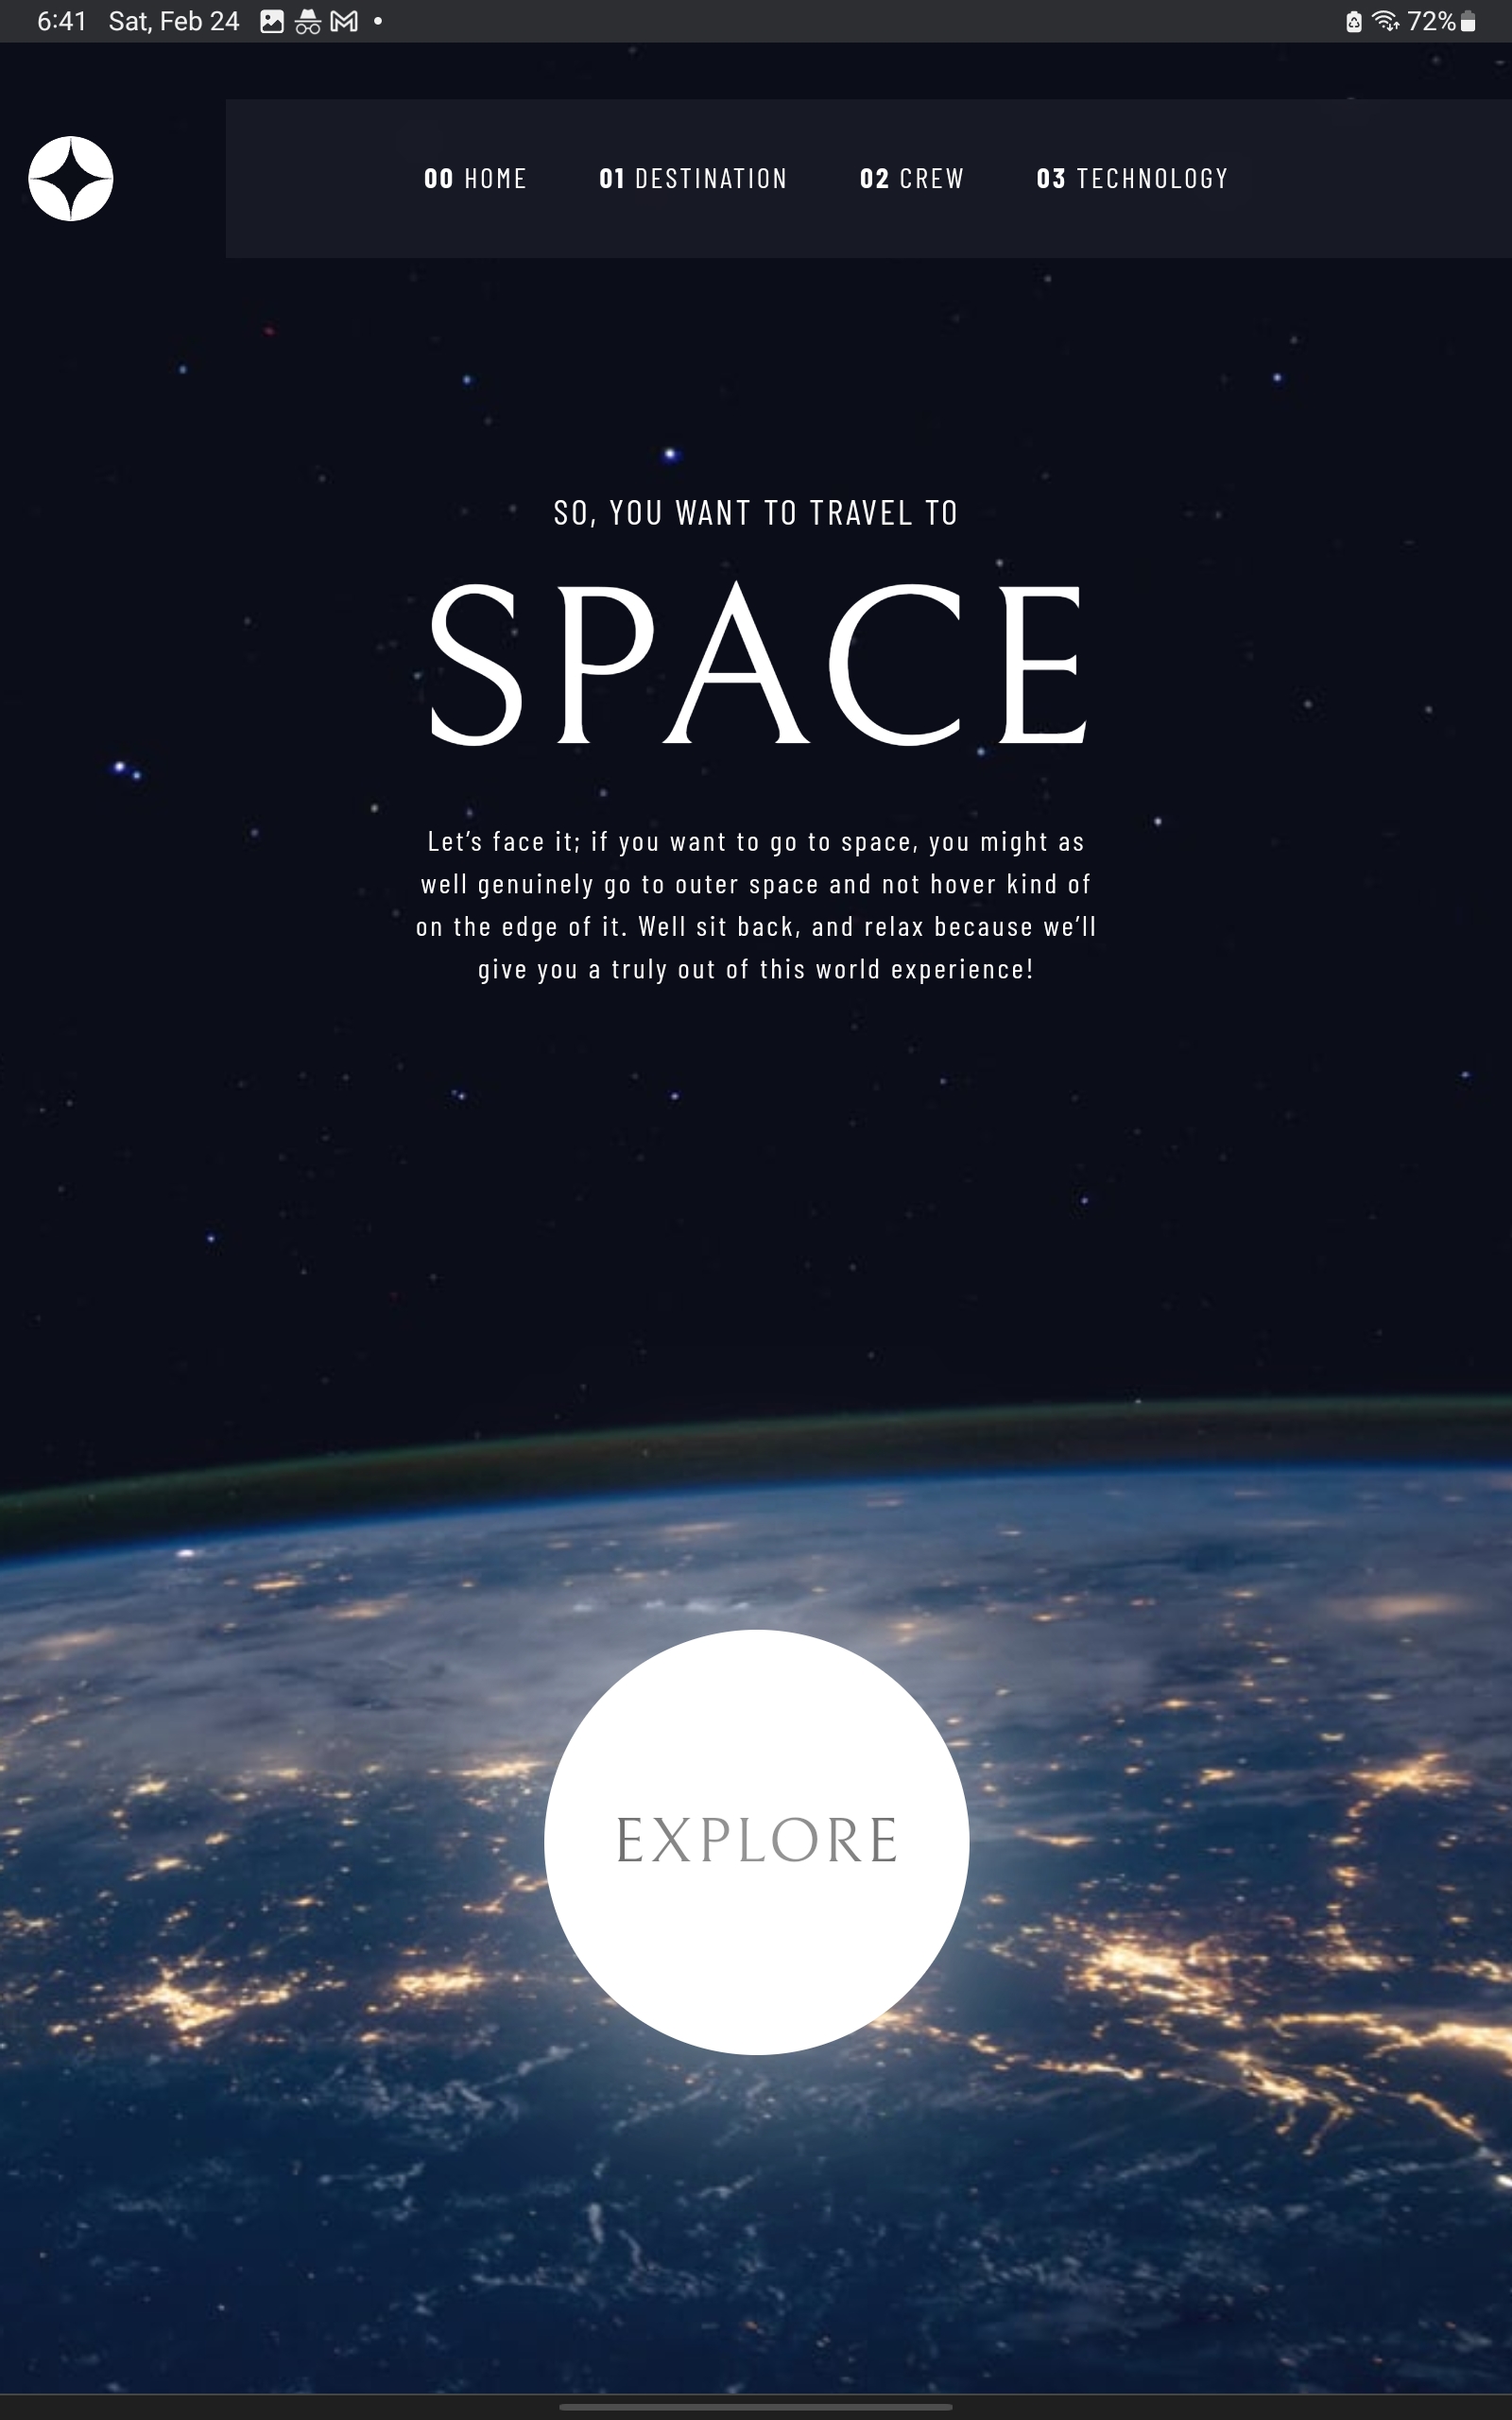 6:41 Sat, Feb 24
72%
00 HOME 01 DESTINATION 02 CREW 03 TECHNOLOGY
SO, YOU WANT TO TRAVEL TO
SPACE
Let’s face it; if you want to go to space, you might as
well genuinely go to outer space and not hover kind of
on the edge of it. Well sit back, and relax because we’ll
give you a truly out of this world experience!
EXPLORE